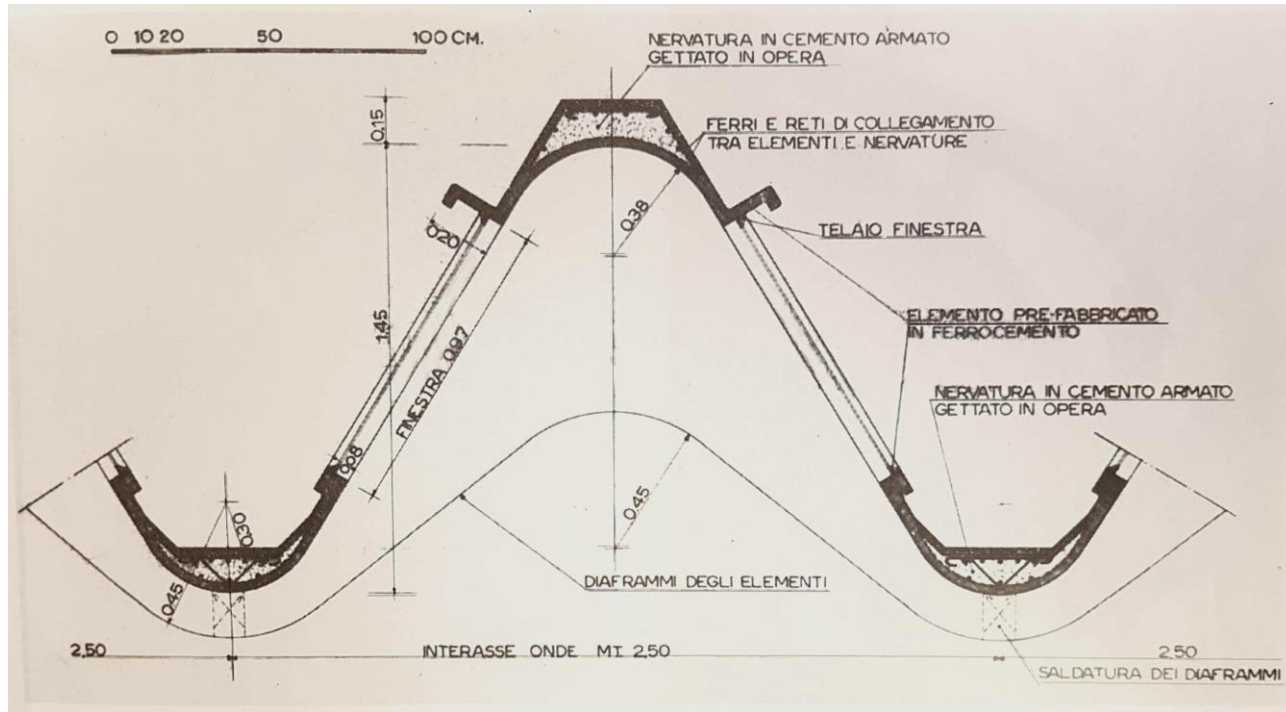 0 10 20 50 100 CM.
NERVATURA IN CEMENTO ARMATO
GETTATO IN OPERA
0,15
FERRI E RETI DI COLLEGAMENTO
TRA ELEMENTI E NERVATURE
0,38
0,20
TELAIO FINESTRA
1,45
FINESTRA 0,97
ELEMENTO PRE-FABBRICATO
IN FERROCEMENTO
NERVATURA IN CEMENTO ARMATO
GETTATO IN OPERA
0,08
0,30
0,45
0,45
DIAFRAMMI DEGLI ELEMENTI
2,50
INTERASSE ONDE MT 2,50
2,50
SALDATURA DEI DIAFRAMMI